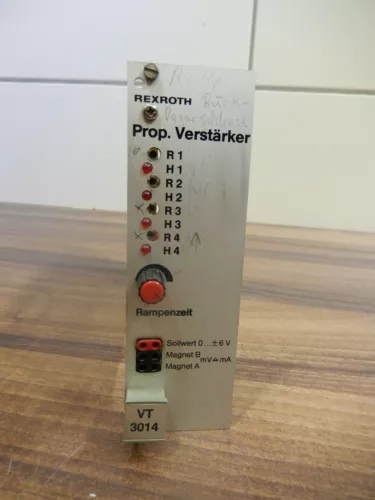 REXROTH
Prop. Verstärker
R 1
H 1
R 2
H 2
R 3
H 3
R 4
H 4
Rampenzeit
Sollwert 0...±6 V
Magnet B
mV≙mA
Magnet A
VT
3014